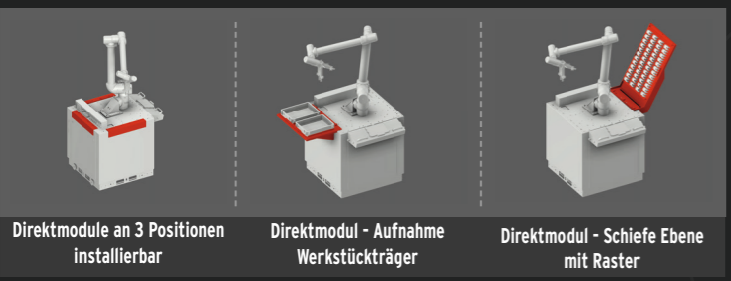 Direktmodule an 3 Positionen
installierbar
Direktmodul - Aufnahme
Werkstückträger
Direktmodul - Schiefe Ebene
mit Raster